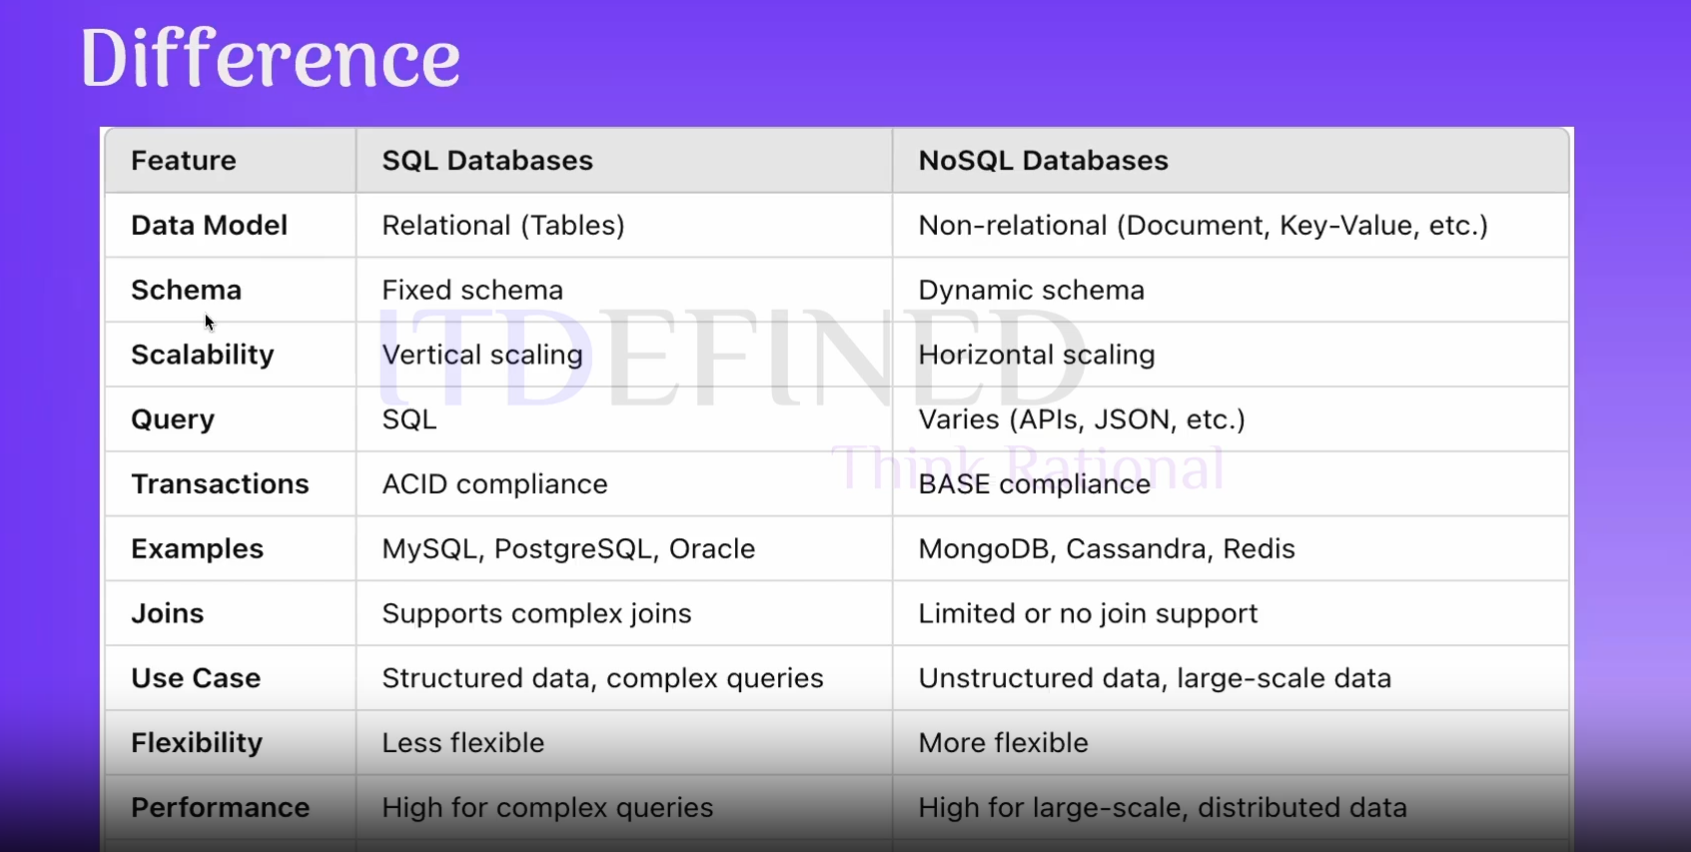 Difference
Feature SQL Databases NoSQL Databases
Data Model Relational (Tables) Non-relational (Document, Key-Value, etc.)
Schema Fixed schema Dynamic schema
ITDEFINED
Scalability Vertical scaling Horizontal scaling
Query SQL Varies (APIs, JSON, etc.)
Think Rational
Transactions ACID compliance BASE compliance
Examples MySQL, PostgreSQL, Oracle MongoDB, Cassandra, Redis
Joins Supports complex joins Limited or no join support
Use Case Structured data, complex queries Unstructured data, large-scale data
Flexibility Less flexible More flexible
Performance High for complex queries High for large-scale, distributed data